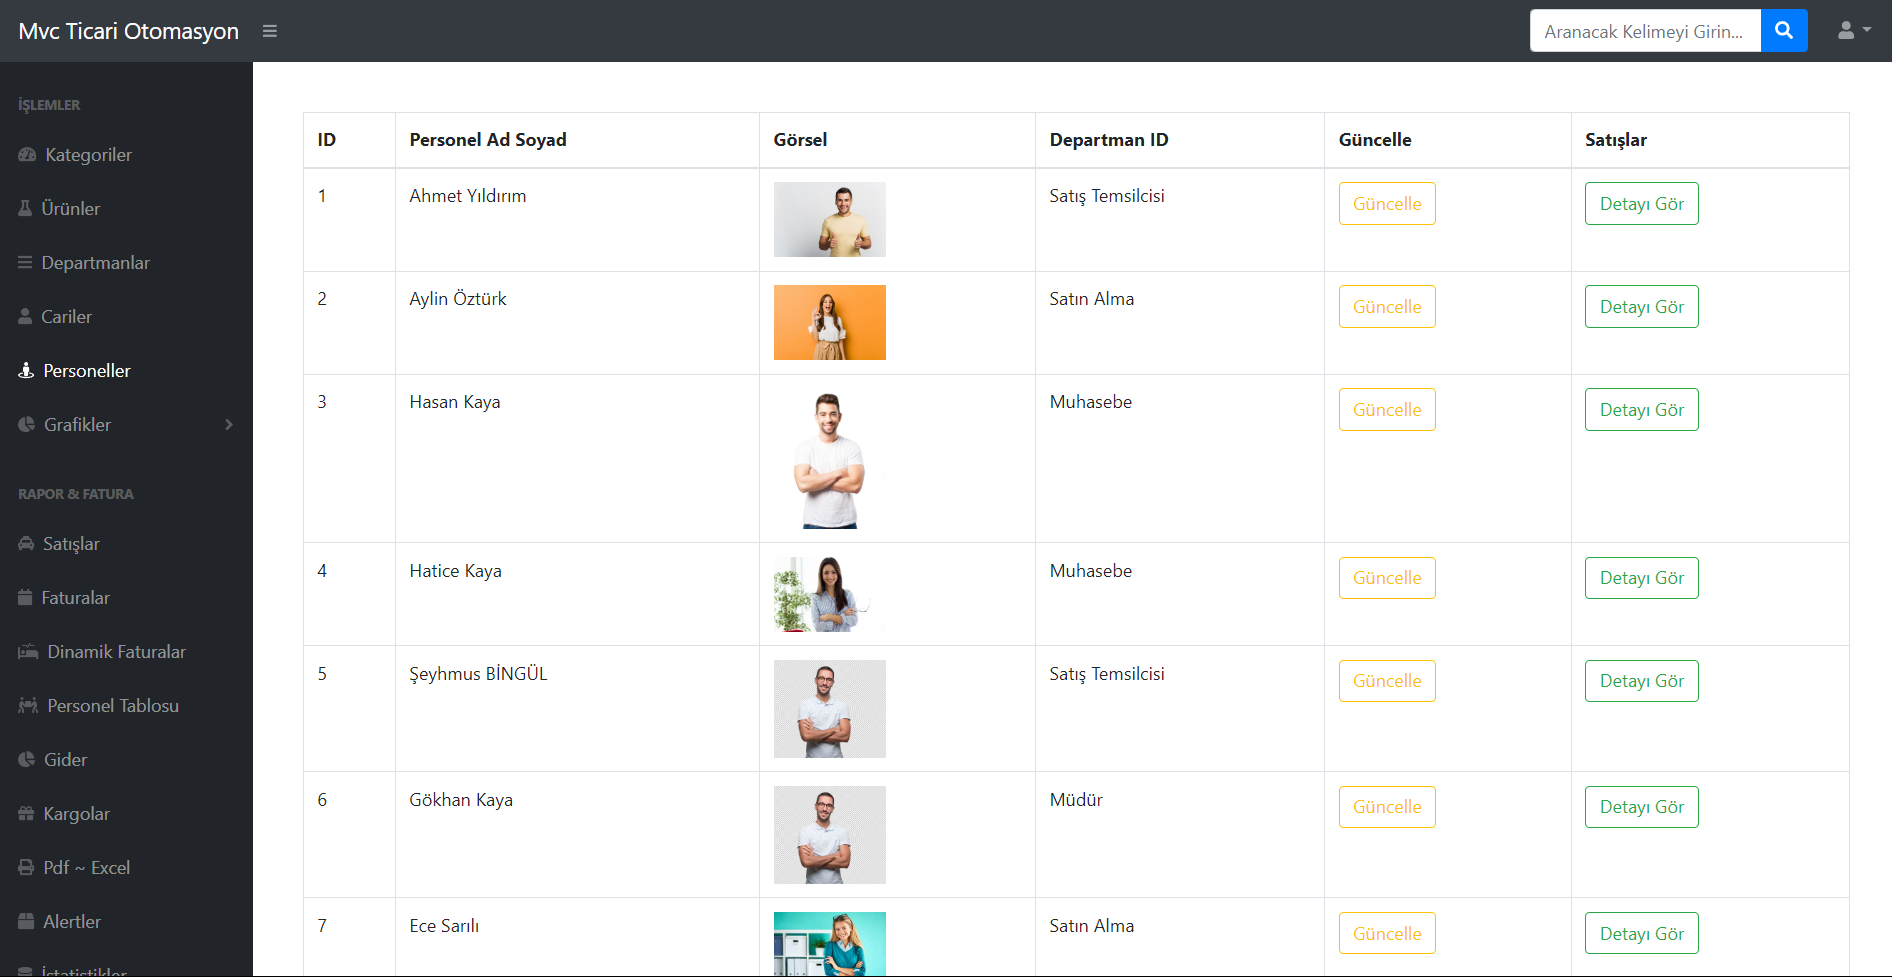 Mvc Ticari Otomasyon
Aranacak Kelimeyi Girin...
İŞLEMLER
Kategoriler
Ürünler
Departmanlar
Cariler
Personeller
Grafikler
RAPOR & FATURA
Satışlar
Faturalar
Dinamik Faturalar
Personel Tablosu
Gider
Kargolar
Pdf ~ Excel
Alertler
İstatistikler
ID Personel Ad Soyad Görsel Departman ID Güncelle Satışlar
1 Ahmet Yıldırım Satış Temsilcisi Güncelle Detayı Gör
2 Aylin Öztürk Satın Alma Güncelle Detayı Gör
3 Hasan Kaya Muhasebe Güncelle Detayı Gör
4 Hatice Kaya Muhasebe Güncelle Detayı Gör
5 Şeyhmus BİNGÜL Satış Temsilcisi Güncelle Detayı Gör
6 Gökhan Kaya Müdür Güncelle Detayı Gör
7 Ece Sarılı Satın Alma Güncelle Detayı Gör